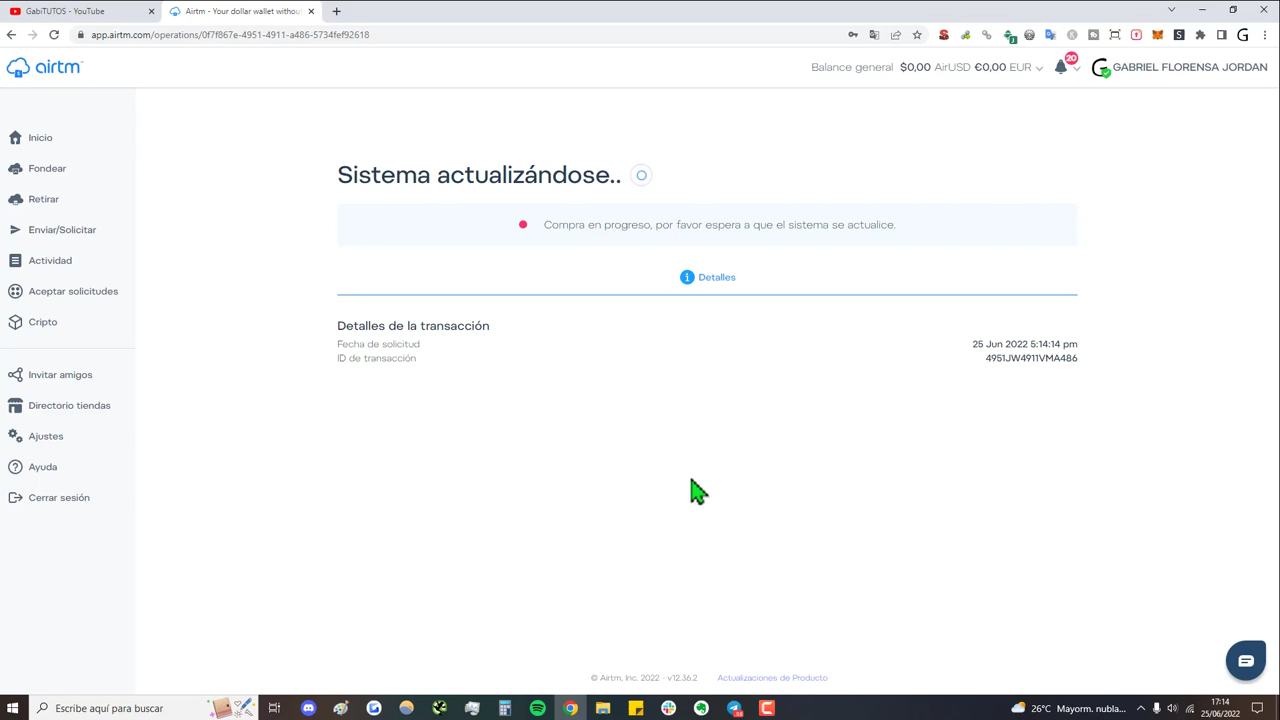 GabiTUTOS - YouTube
Airtm - Your dollar wallet withou
app.airtm.com/operations/0f7f867e-4951-4911-a486-5734fef92618
airtm
Balance general $0,00 AirUSD €0,00 EUR
20
GABRIEL FLORENSA JORDAN
Inicio
Fondear
Retirar
Enviar/Solicitar
Actividad
Aceptar solicitudes
Cripto
Invitar amigos
Directorio tiendas
Ajustes
Ayuda
Cerrar sesión
Sistema actualizándose..
Compra en progreso, por favor espera a que el sistema se actualice.
Detalles
Detalles de la transacción
Fecha de solicitud 25 Jun 2022 5:14:14 pm
ID de transacción 4951JW4911VMA486
© Airtm, Inc. 2022 - v12.36.2 Actualizaciones de Producto
Escribe aquí para buscar
26°C Mayorm. nubla...
17:14
25/06/2022